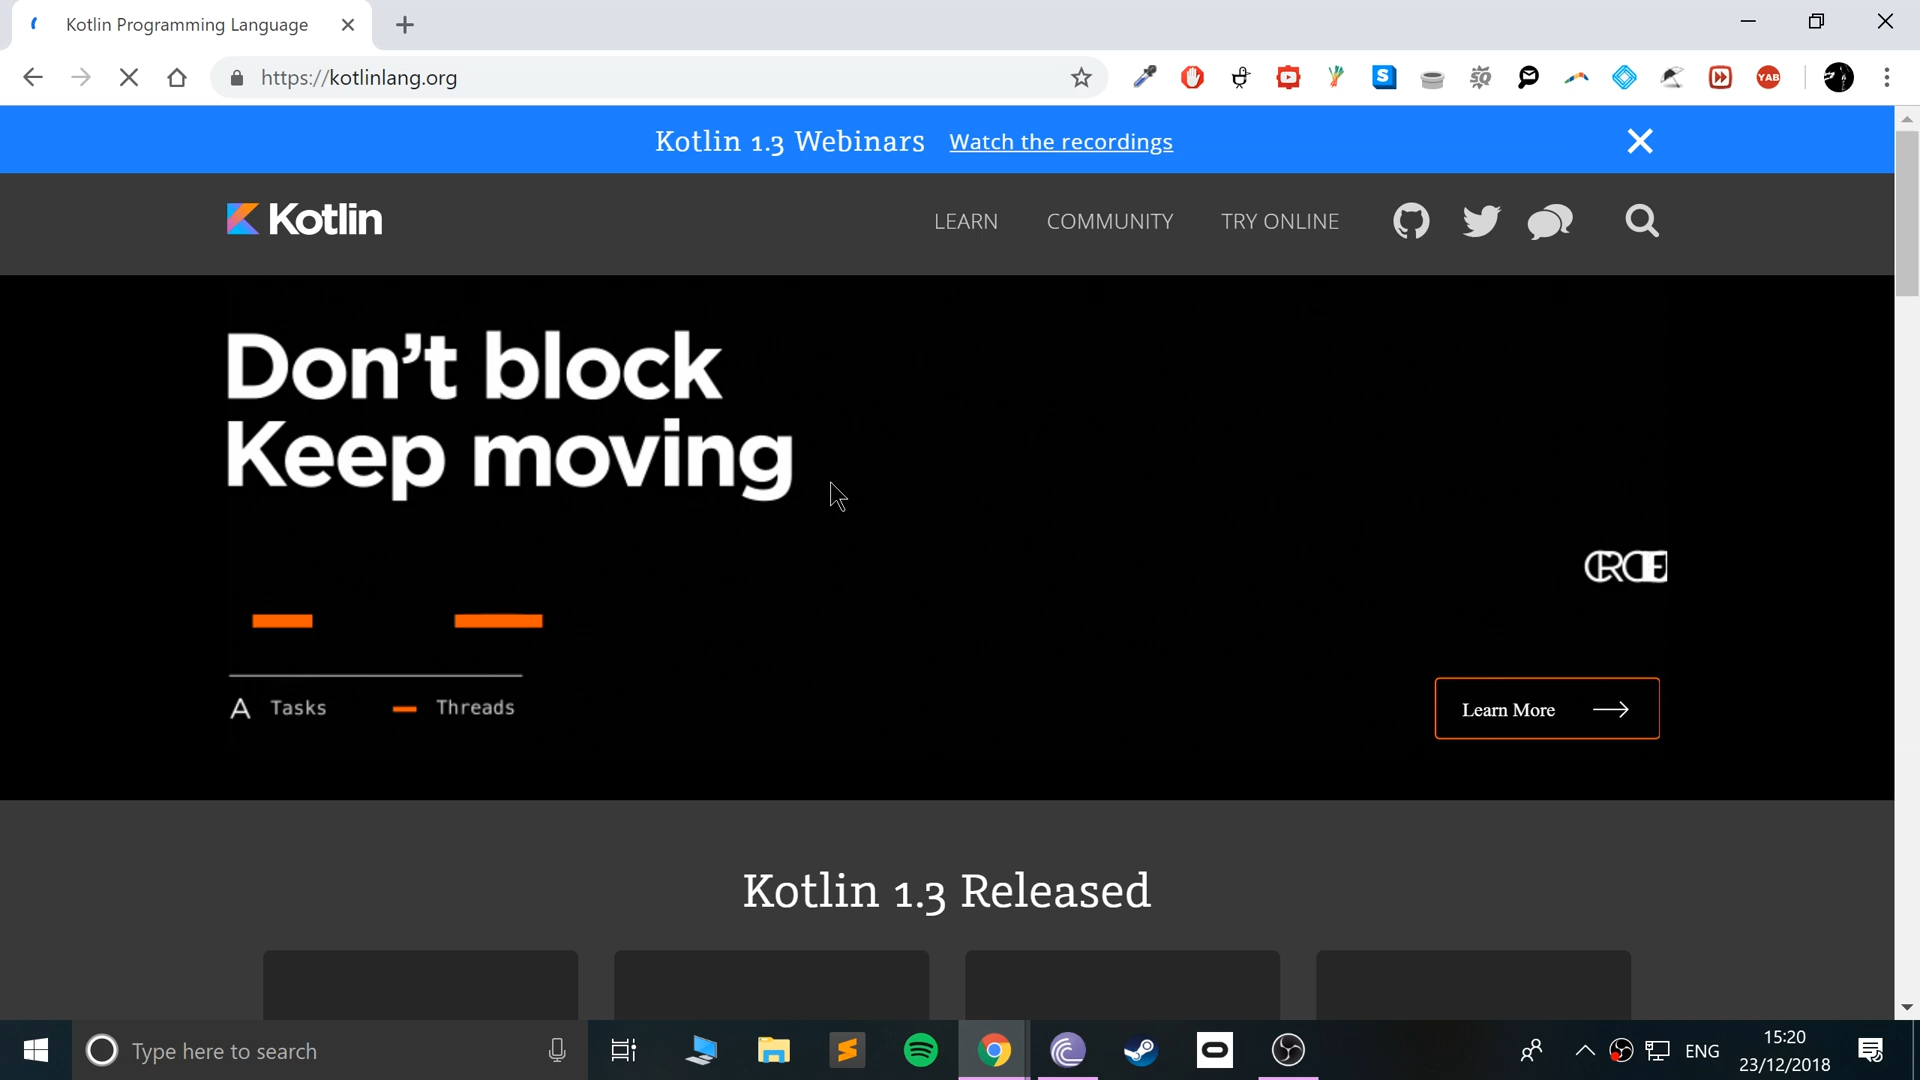 Kotlin Programming Language
https://kotlinlang.org
S
SQ
YAB
Kotlin 1.3 Webinars Watch the recordings
Kotlin
LEARN COMMUNITY TRY ONLINE
Don't block
Keep moving
A Tasks Threads
Learn More
Kotlin 1.3 Released
Type here to search
ENG
15:20
23/12/2018